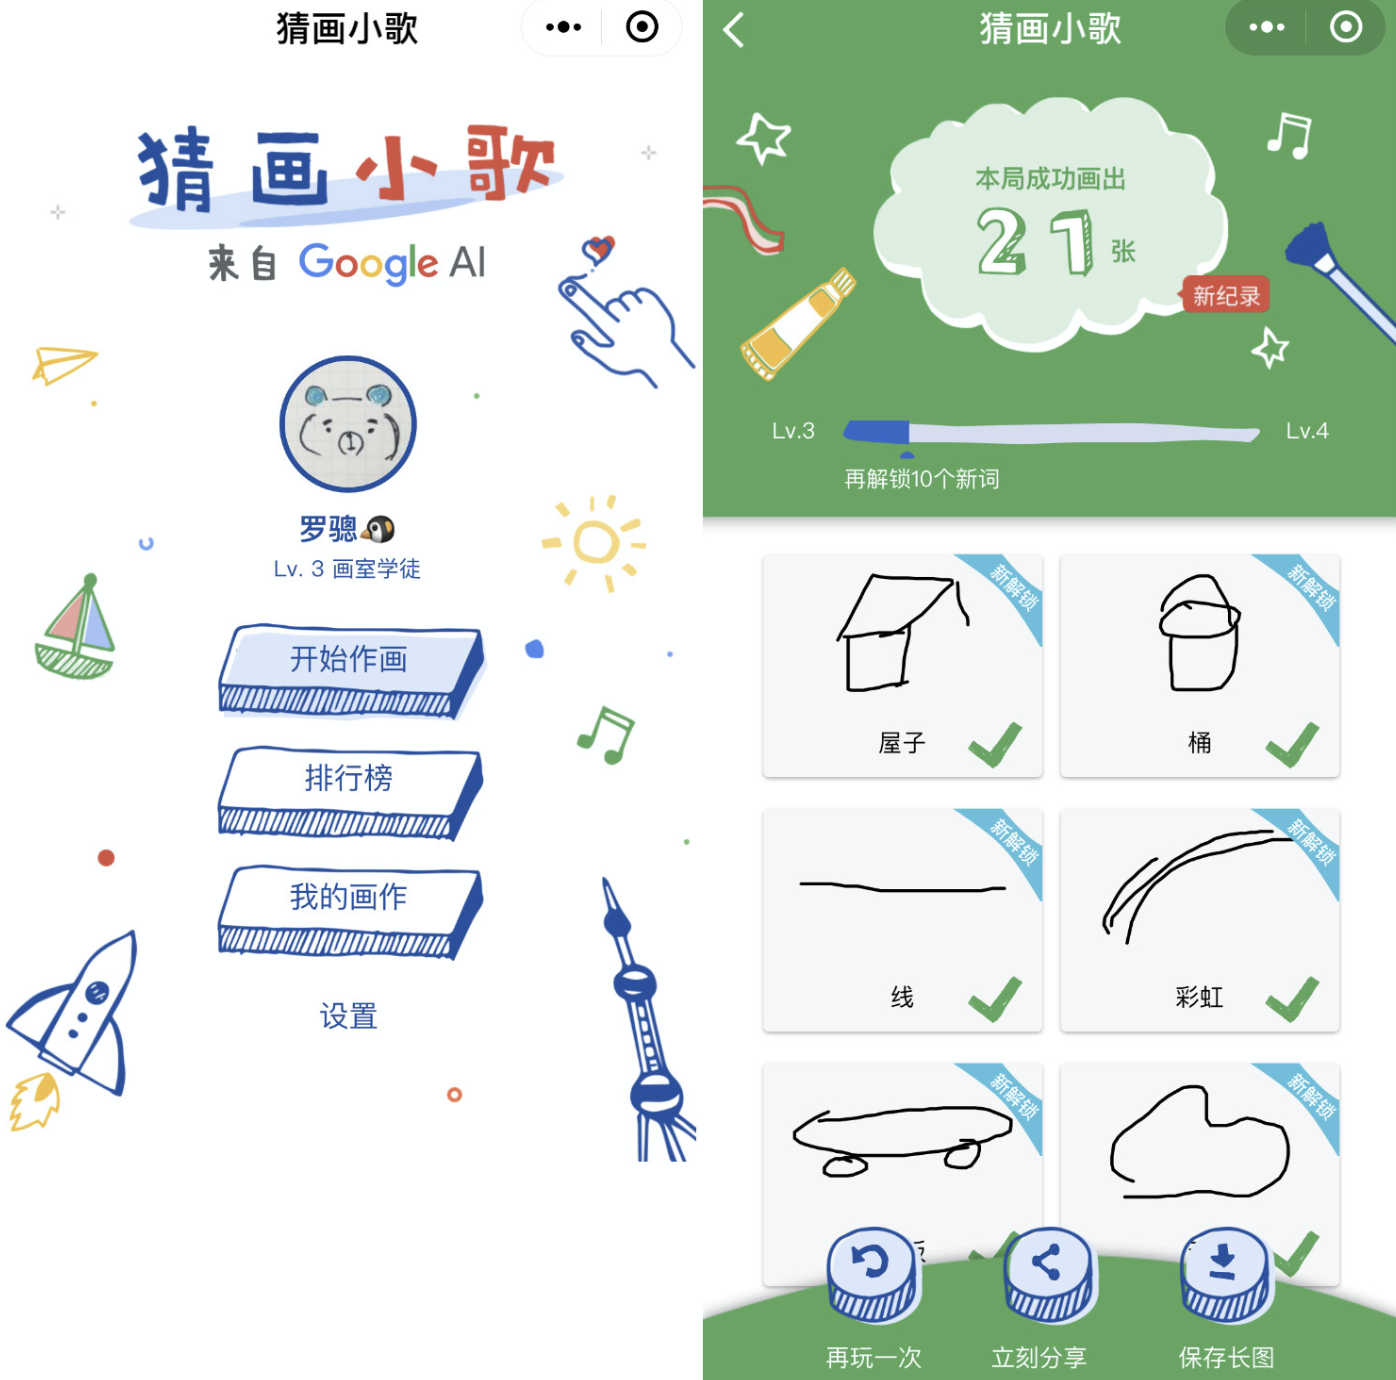 猜画小歌
猜画小歌
来自 Google AI
罗骢
Lv. 3 画室学徒
开始作画
排行榜
我的画作
设置
猜画小歌
本局成功画出
21 张
新纪录
Lv.3
Lv.4
再解锁10个新词
新解锁
屋子
新解锁
桶
新解锁
线
新解锁
彩虹
新解锁
新解锁
再玩一次
立刻分享
保存长图